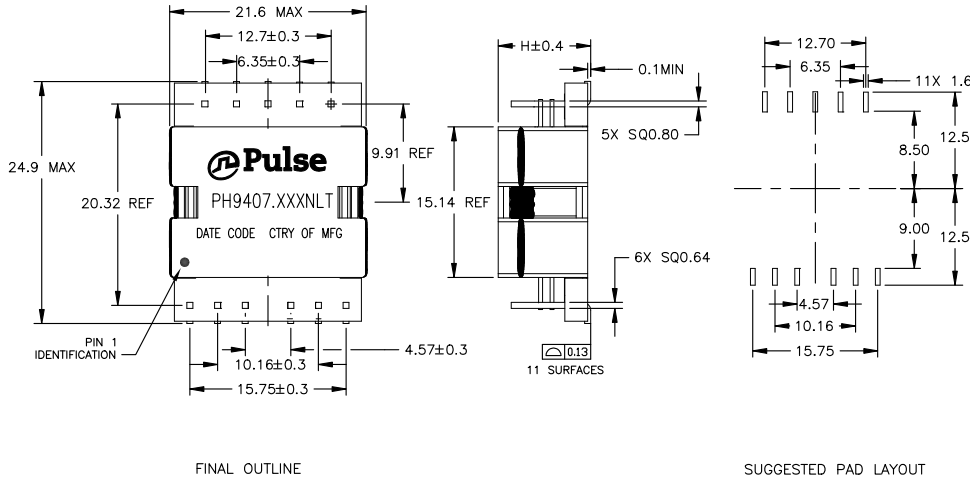 21.6 MAX
12.7±0.3
6.35±0.3
24.9 MAX
20.32 REF
9.91 REF
Pulse
PH9407.XXXNLT
DATE CODE CTRY OF MFG
PIN 1
IDENTIFICATION
4.57±0.3
10.16±0.3
15.75±0.3
FINAL OUTLINE
H±0.4
0.1MIN
5X SQ0.80
15.14 REF
6X SQ0.64
0.13
11 SURFACES
12.70
6.35
11X 1.6
8.50
12.5
9.00
12.5
4.57
10.16
15.75
SUGGESTED PAD LAYOUT